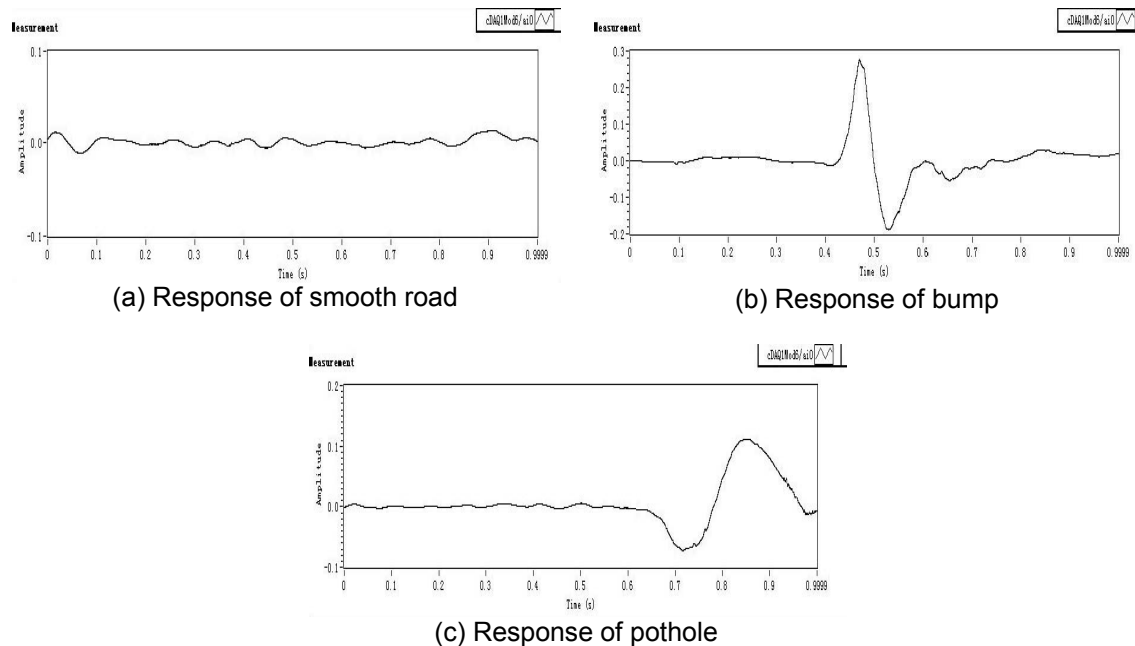 cDAQ1Mod6/ai0
Measurement
0.1
0.0
-0.1
Amplitude
0 0.1 0.2 0.3 0.4 0.5 0.6 0.7 0.8 0.9 0.9999
Time (s)
(a) Response of smooth road
cDAQ1Mod6/ai0
Measurement
0.3
0.2
0.1
0.0
-0.1
-0.2
Amplitude
0 0.1 0.2 0.3 0.4 0.5 0.6 0.7 0.8 0.9 0.9999
Time (s)
(b) Response of bump
cDAQ1Mod6/ai0
Measurement
0.2
0.1
0.0
-0.1
Amplitude
0 0.1 0.2 0.3 0.4 0.5 0.6 0.7 0.8 0.9 0.9999
Time (s)
(c) Response of pothole